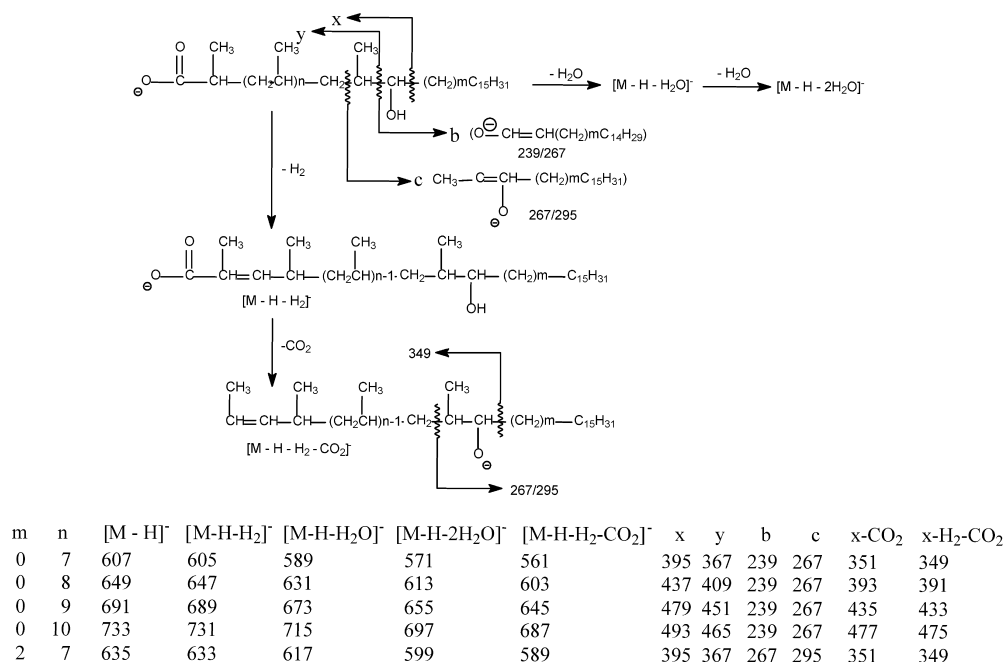 x
y
O CH3 CH3 CH3
⊖ O—C—CH—(CH2CH)n—CH2CH—CH—(CH2)mC15H31
OH
- H2O [M - H - H2O]- - H2O [M - H - 2H2O]-
b (O⊖—CH=CH(CH2)mC14H29)
239/267
c CH3—C=C—(CH2)mC15H31)
O
⊖
267/295
- H2
O CH3 CH3 CH3 CH3
⊖ O—C—C=CH—CH—(CH2CH)n-1-CH2—CH—CH—(CH2)m—C15H31
OH
[M - H - H2]-
-CO2
349
CH3 CH3 CH3 CH3
CH=CH—CH—(CH2CH)n-1-CH2—CH—C—(CH2)m—C15H31
O
⊖
[M - H - H2 - CO2]-
267/295
m n [M - H]- [M-H-H2]- [M-H-H2O]- [M-H-2H2O]- [M-H-H2-CO2]- x y b c x-CO2 x-H2-CO2
0 7 607 605 589 571 561 395 367 239 267 351 349
0 8 649 647 631 613 603 437 409 239 267 393 391
0 9 691 689 673 655 645 479 451 239 267 435 433
0 10 733 731 715 697 687 493 465 239 267 477 475
2 7 635 633 617 599 589 395 367 267 295 351 349